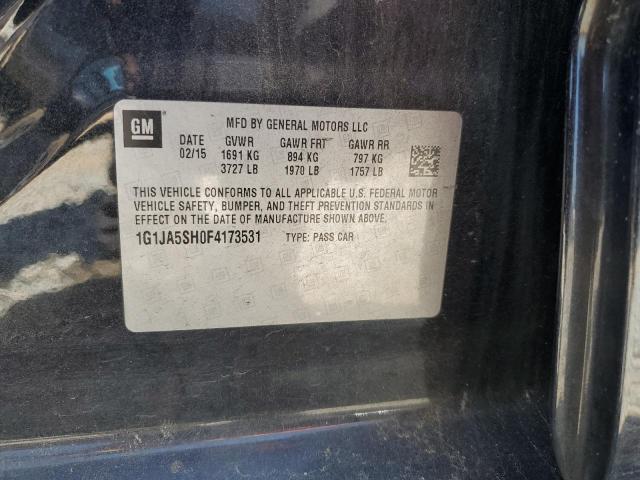 GM
MFD BY GENERAL MOTORS LLC
DATE GVWR GAWR FRT GAWR RR
02/15 1691 KG 894 KG 797 KG
3727 LB 1970 LB 1757 LB
THIS VEHICLE CONFORMS TO ALL APPLICABLE U.S. FEDERAL MOTOR
VEHICLE SAFETY, BUMPER, AND THEFT PREVENTION STANDARDS IN
EFFECT ON THE DATE OF MANUFACTURE SHOWN ABOVE.
1G1JA5SH0F4173531 TYPE: PASS CAR